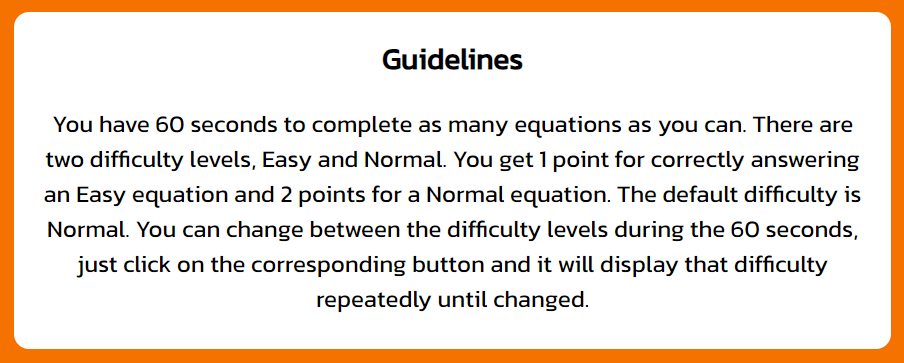 Guidelines
You have 60 seconds to complete as many equations as you can. There are
two difficulty levels, Easy and Normal. You get 1 point for correctly answering
an Easy equation and 2 points for a Normal equation. The default difficulty is
Normal. You can change between the difficulty levels during the 60 seconds,
just click on the corresponding button and it will display that difficulty
repeatedly until changed.